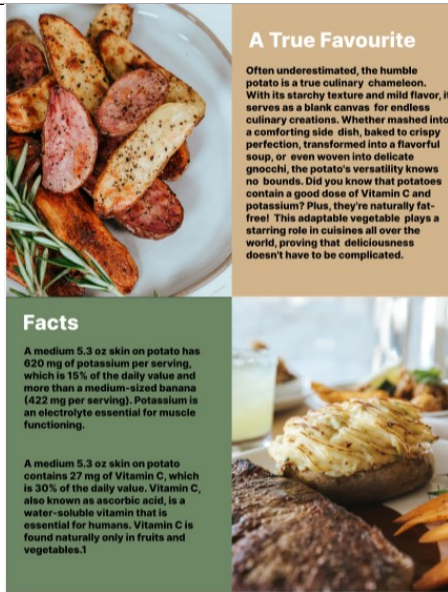 A True Favourite
Often underestimated, the humble
potato is a true culinary chameleon.
With its starchy texture and mild flavor, it
serves as a blank canvas for endless
culinary creations. Whether mashed into
a comforting side dish, baked to crispy
perfection, transformed into a flavorful
soup, or even woven into delicate
gnocchi, the potato's versatility knows
no bounds. Did you know that potatoes
contain a good dose of Vitamin C and
potassium? Plus, they're naturally fat-
free! This adaptable vegetable plays a
starring role in cuisines all over the
world, proving that deliciousness
doesn't have to be complicated.
Facts
A medium 5.3 oz skin on potato has
620 mg of potassium per serving,
which is 15% of the daily value and
more than a medium-sized banana
(422 mg per serving). Potassium is
an electrolyte essential for muscle
functioning.
A medium 5.3 oz skin on potato
contains 27 mg of Vitamin C, which
is 30% of the daily value. Vitamin C,
also known as ascorbic acid, is a
water-soluble vitamin that is
essential for humans. Vitamin C is
found naturally only in fruits and
vegetables.1